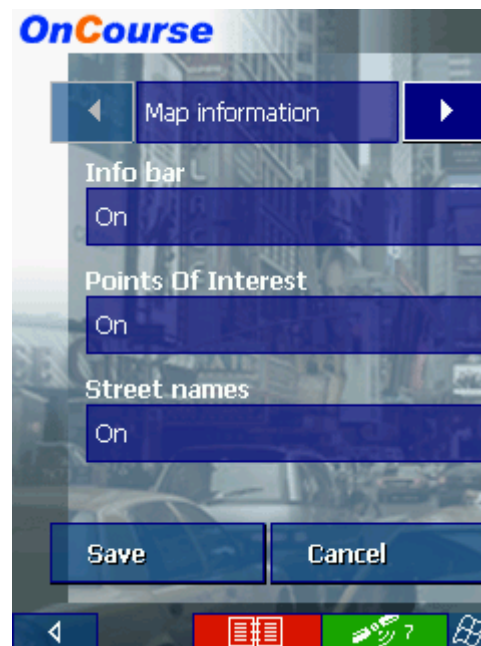 OnCourse
Map information
Info bar
On
Points Of Interest
On
Street names
On
Save Cancel
7